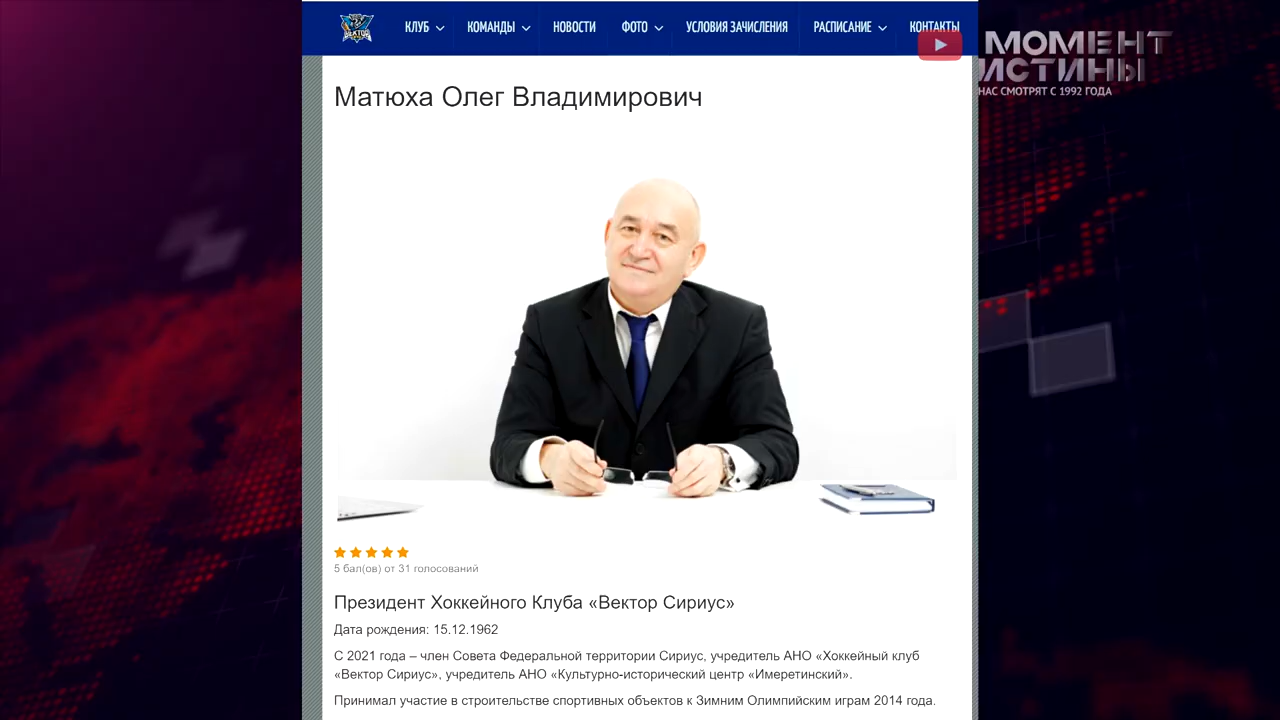 ВЕКТОР
КЛУБ КОМАНДЫ НОВОСТИ ФОТО УСЛОВИЯ ЗАЧИСЛЕНИЯ РАСПИСАНИЕ КОНТАКТЫ
МОМЕНТ
ИСТИНЫ
НАС СМОТРЯТ С 1992 ГОДА
Матюха Олег Владимирович
5 бал(ов) от 31 голосований
Президент Хоккейного Клуба «Вектор Сириус»
Дата рождения: 15.12.1962
С 2021 года – член Совета Федеральной территории Сириус, учредитель АНО «Хоккейный клуб
«Вектор Сириус», учредитель АНО «Культурно-исторический центр «Имеретинский».
Принимал участие в строительстве спортивных объектов к Зимним Олимпийским играм 2014 года.